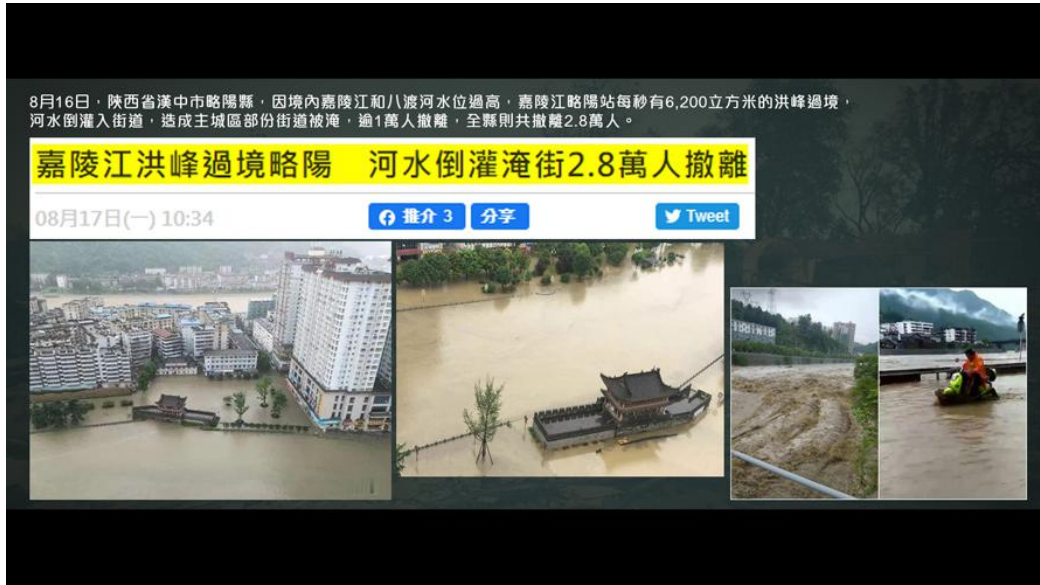 8月16日，陝西省漢中市略陽縣，因境內嘉陵江和八渡河水位過高，嘉陵江略陽站每秒有6,200立方米的洪峰過境，
河水倒灌入街道，造成主城區部份街道被淹，逾1萬人撤離，全縣則共撤離2.8萬人。
嘉陵江洪峰過境略陽　河水倒灌淹街2.8萬人撤離
08月17日(一) 10:34 推介 3 分享 Tweet